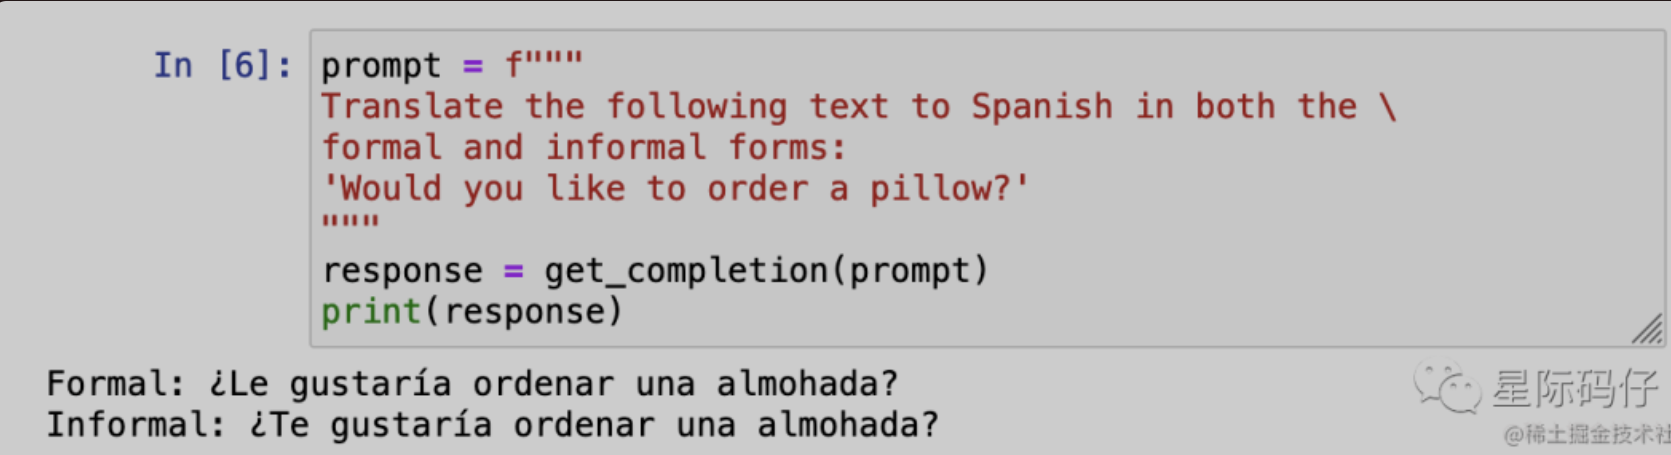 In [6]: prompt = f"""
Translate the following text to Spanish in both the \
formal and informal forms:
'Would you like to order a pillow?'
"""
response = get_completion(prompt)
print(response)
Formal: ¿Le gustaría ordenar una almohada?
Informal: ¿Te gustaría ordenar una almohada?
星际码仔
@稀土掘金技术社